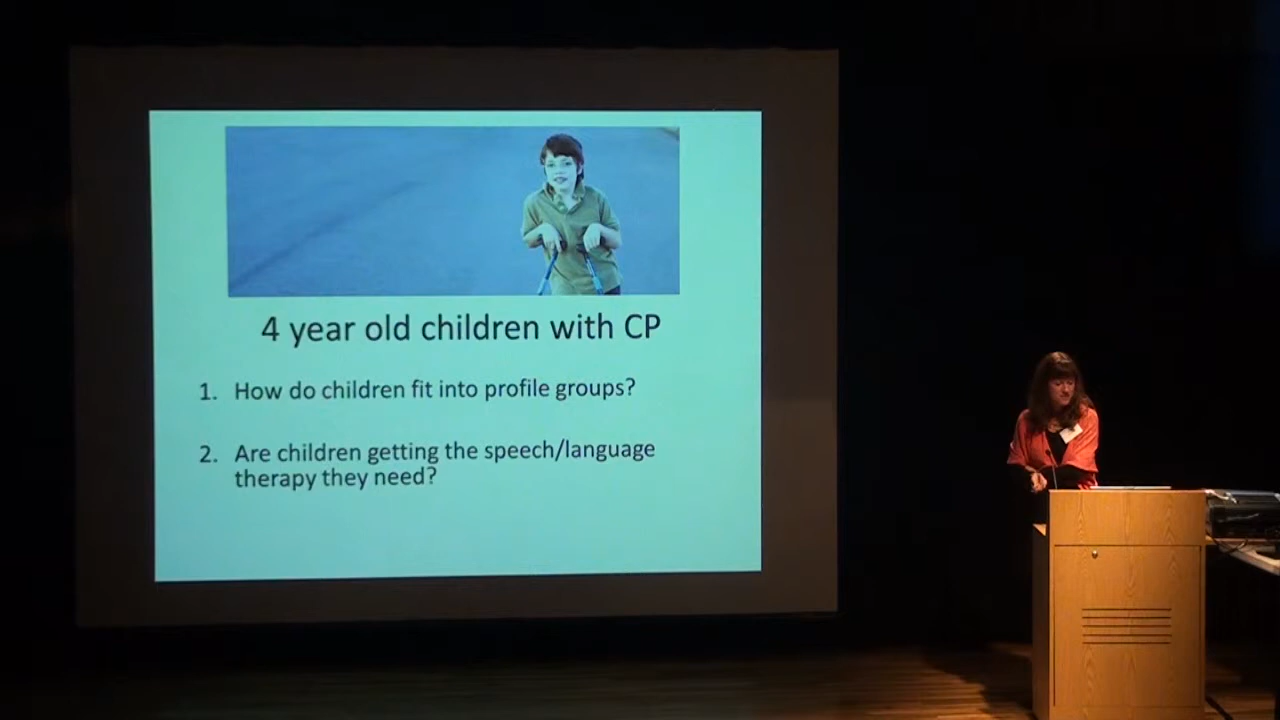 4 year old children with CP
1. How do children fit into profile groups?
2. Are children getting the speech/language
therapy they need?